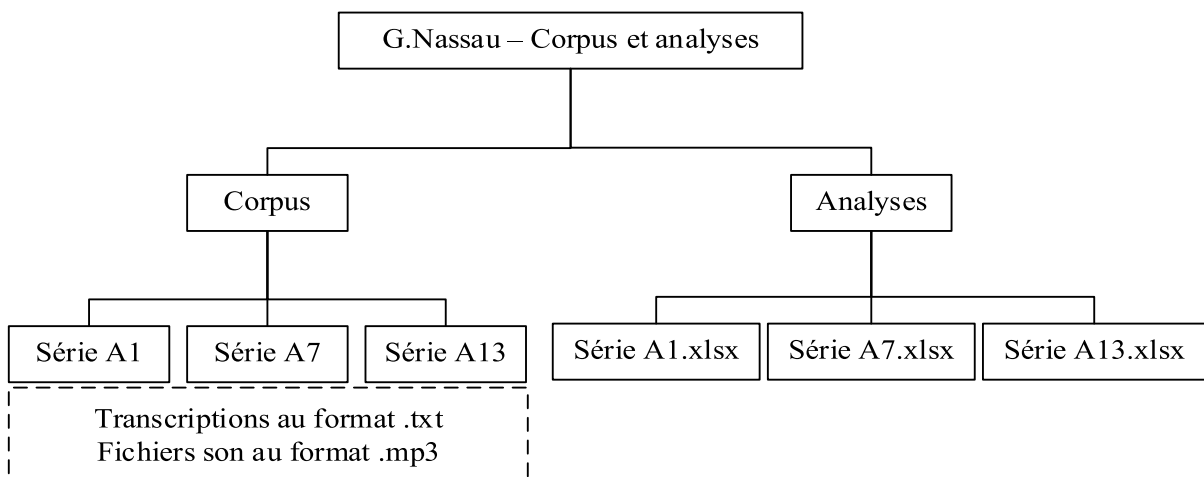 G.Nassau – Corpus et analyses
Corpus
Analyses
Série A1
Série A7
Série A13
Série A1.xlsx
Série A7.xlsx
Série A13.xlsx
Transcriptions au format .txt
Fichiers son au format .mp3